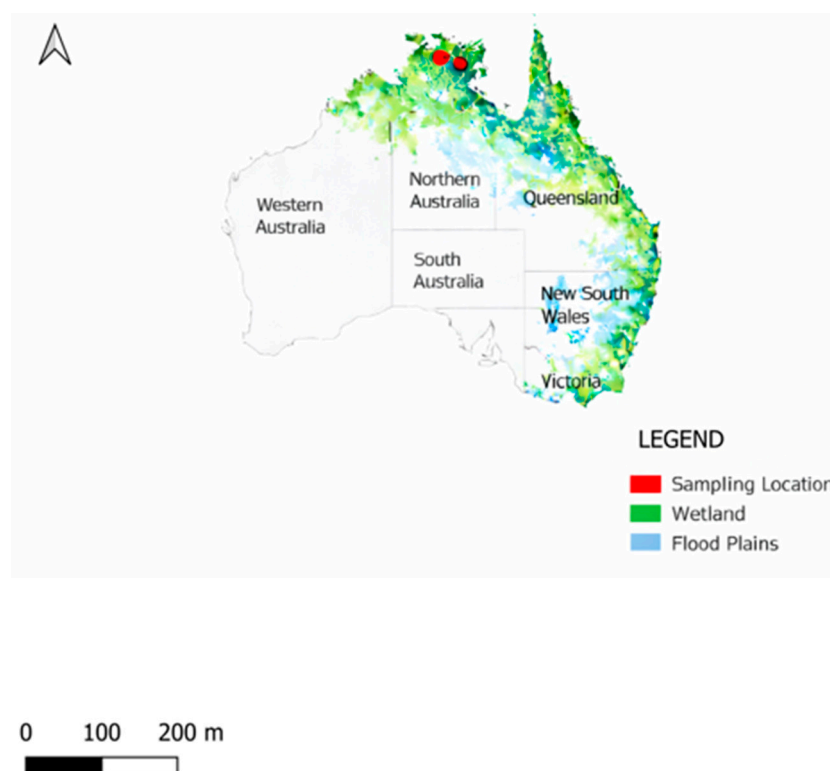 Northern
Australia
Queensland
Western
Australia
South
Australia
New South
Wales
Victoria
LEGEND
Sampling Location
Wetland
Flood Plains
0 100 200 m